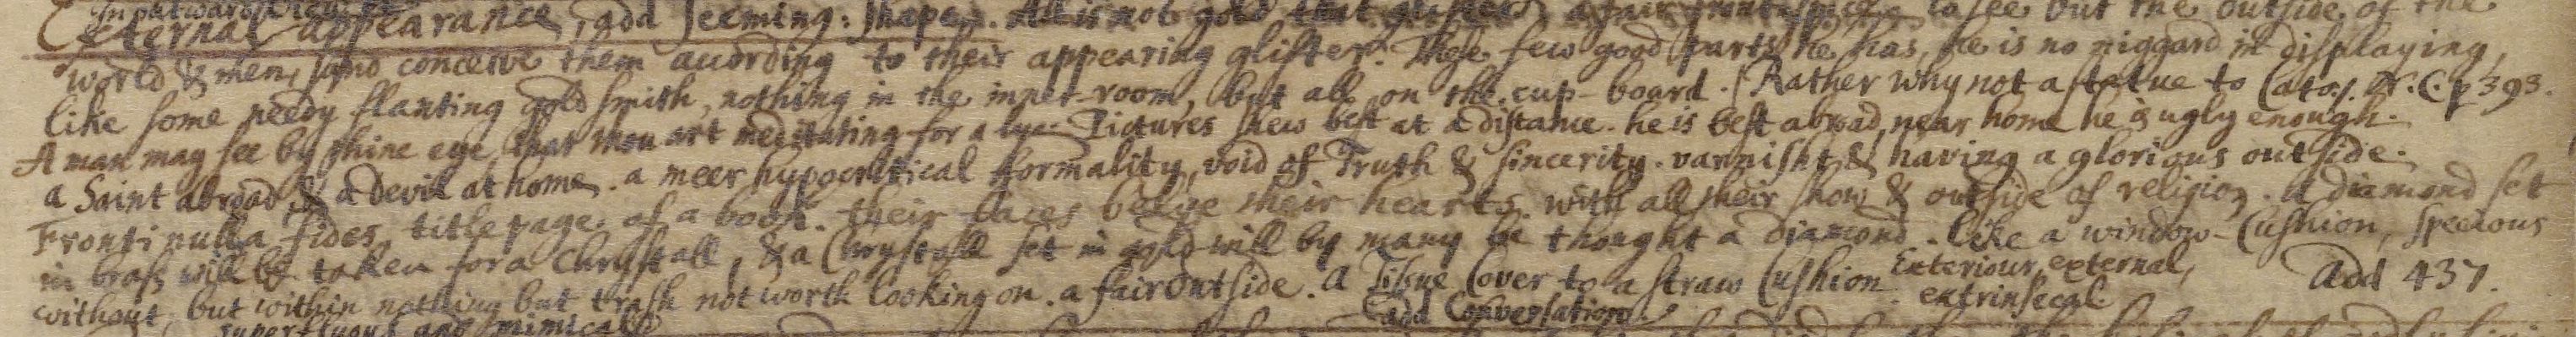 In outward view
External appearance, add seeming: shape. All is not gold that glisters, a fair frontispiece to see but the outside of the
world & men, and conceive them according to their appearing glister. Those few good parts he has, he is no niggard in displaying,
like some needy flanting gold smith, nothing in the inner-room, but all on the cup-board. Rather why not a statue to Cato. p 393.
A man may see by thine eye that thou art meditating for a lye. Pictures shew best at a distance. he is best abroad, near home he is ugly enough.
a Saint abroad & a devil at home. a meer hypocritical formality, void of Truth & sincerity. varnisht & having a glorious outside.
Fronti nulla fides, title page of a book. their faces belye their hearts. with all their show & outside of religion. a diamond set
in brass will be taken for a Chrystall, & a Chrystall set in gold will by many be thought a diamond. like a window-Cushion, specious
without, but within nothing but trash not worth looking on. a fair outside. A Tissue Cover to a straw Cushion. Exteriour, external,
extrinsecal. add 437.
add Conversation
superfluous and mimicall